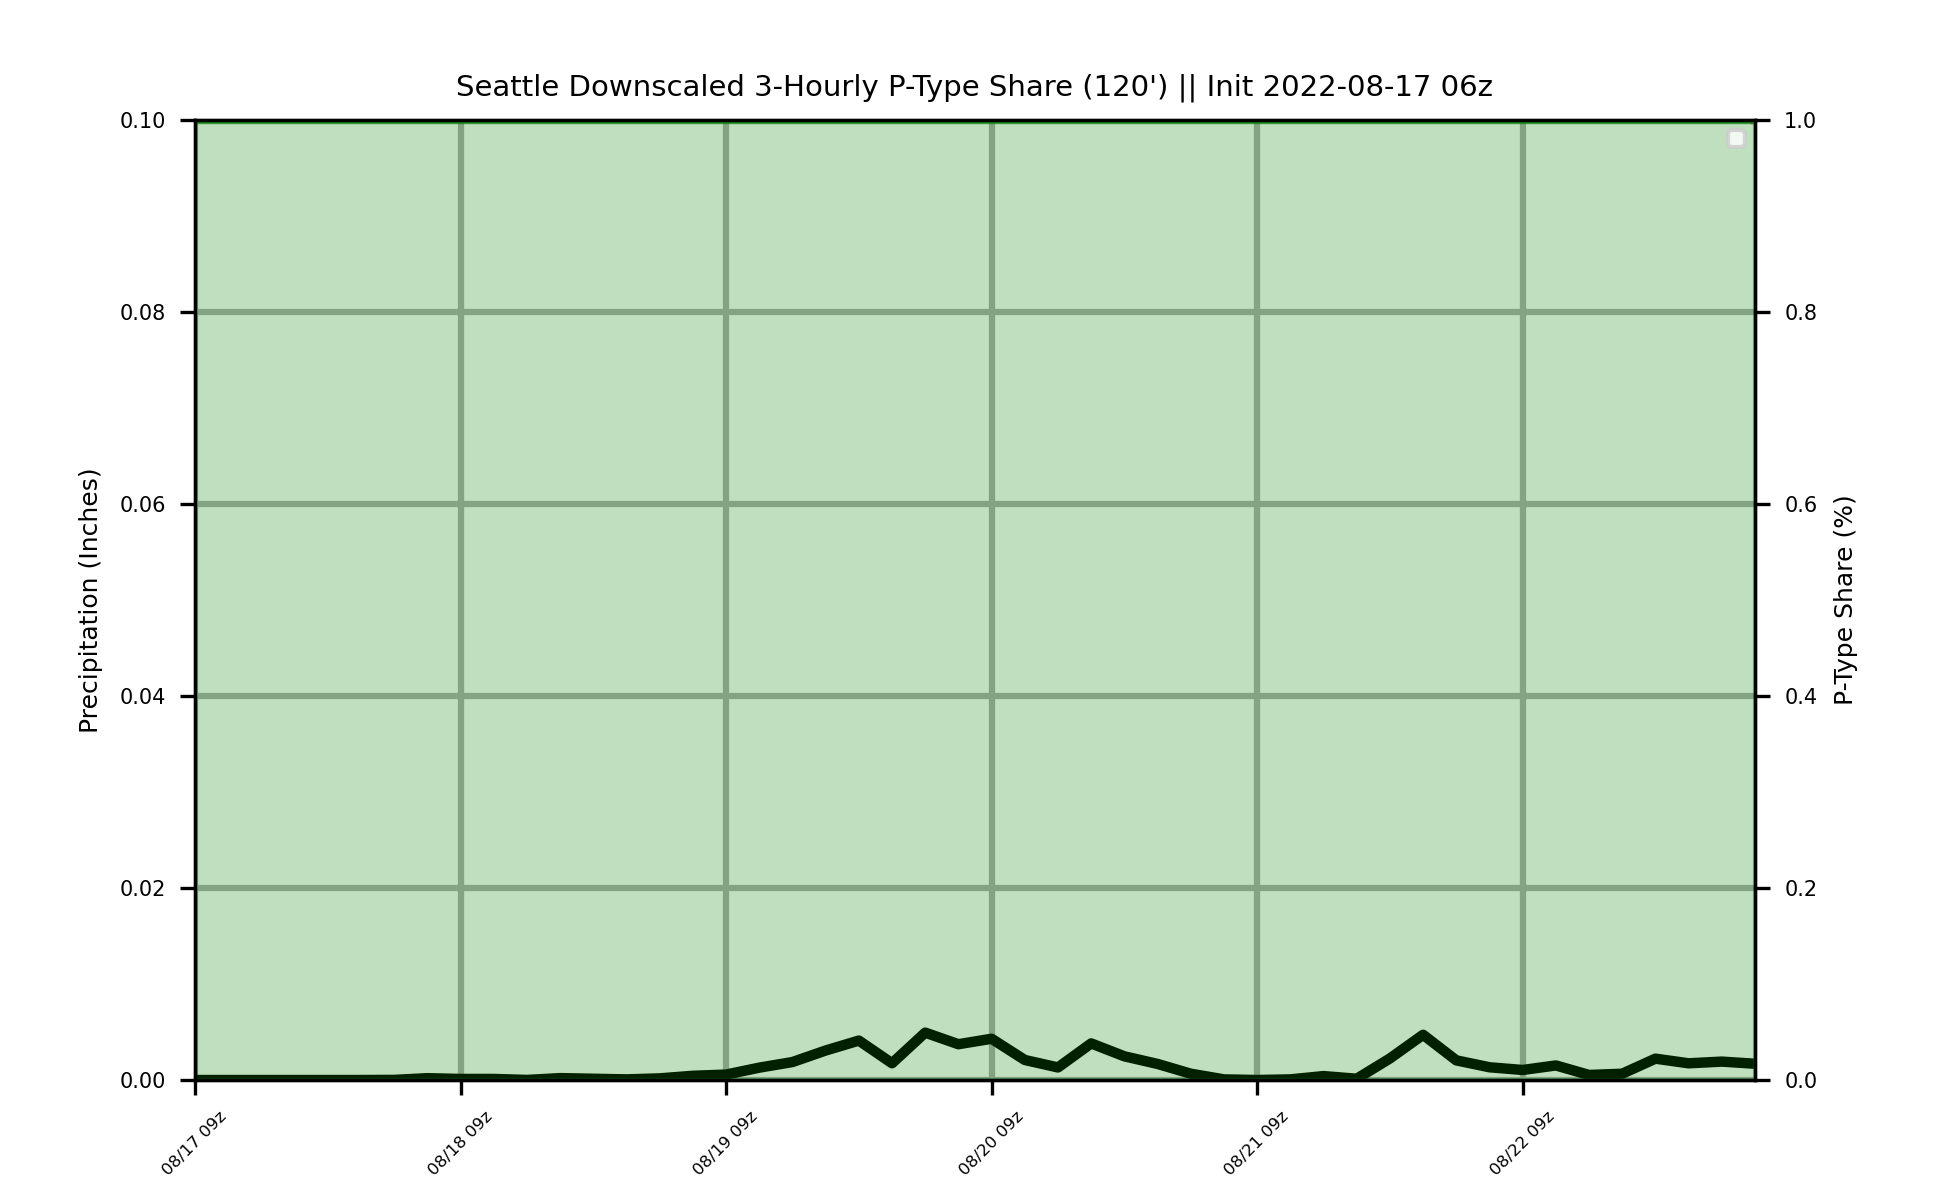 Seattle Downscaled 3-Hourly P-Type Share (120') || Init 2022-08-17 06z
0.10
0.08
0.06
0.04
0.02
0.00
Precipitation (Inches)
1.0
0.8
0.6
0.4
0.2
0.0
P-Type Share (%)
08/17 09z
08/18 09z
08/19 09z
08/20 09z
08/21 09z
08/22 09z